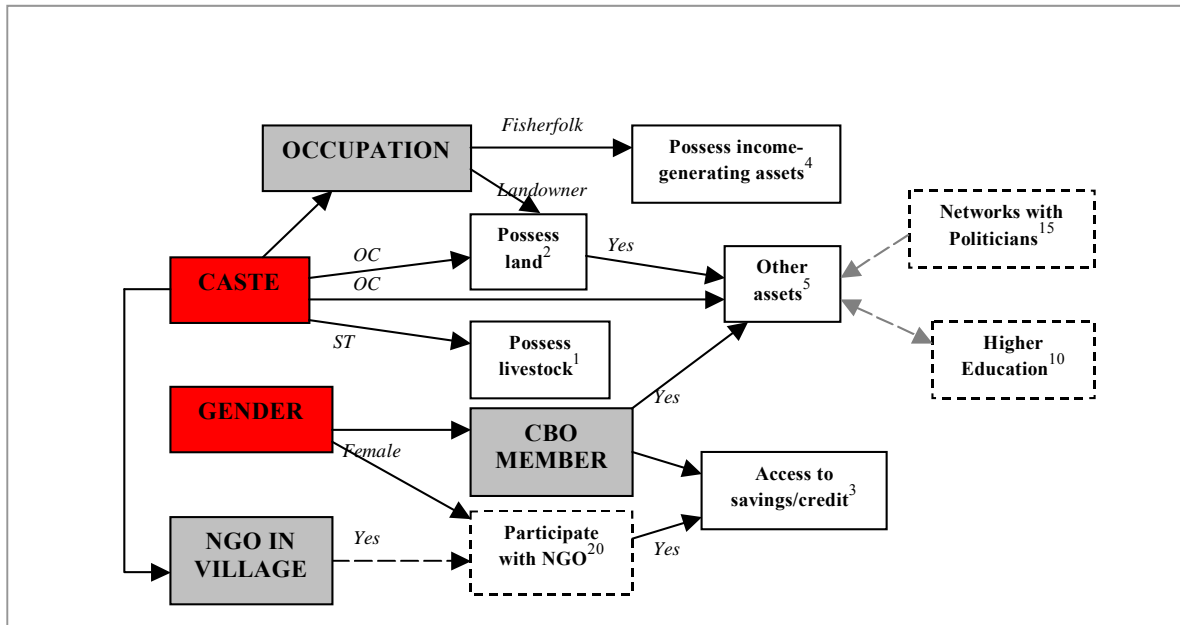 Fisherfolk
OCCUPATION
Possess income-
generating assets4
Landowner
Networks with
Politicians15
Possess
land2
Yes
OC
Other
assets5
CASTE
OC
ST
Possess
livestock1
Higher
Education10
GENDER
Yes
CBO
MEMBER
Female
Access to
savings/credit3
NGO IN
VILLAGE
Yes
Participate
with NGO20
Yes